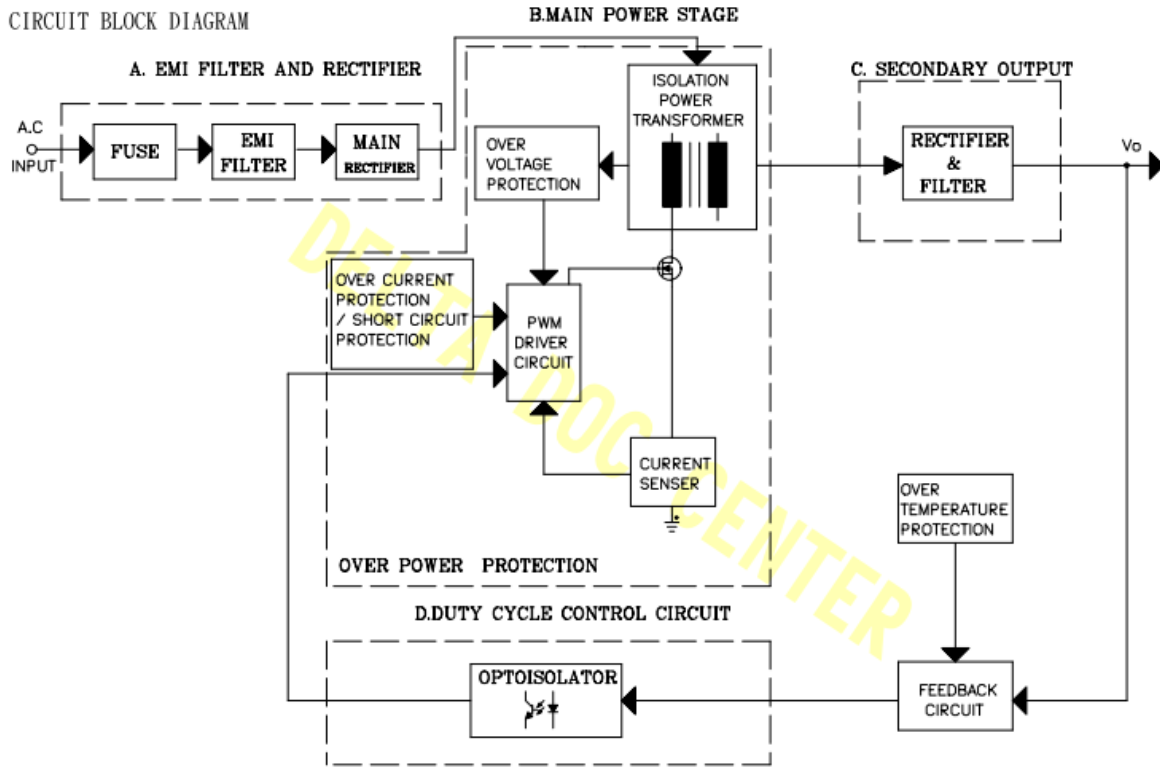 CIRCUIT BLOCK DIAGRAM
B.MAIN POWER STAGE
A. EMI FILTER AND RECTIFIER
C. SECONDARY OUTPUT
A.C
INPUT
FUSE
EMI
FILTER
MAIN
RECTIFIER
ISOLATION
POWER
TRANSFORMER
OVER
VOLTAGE
PROTECTION
RECTIFIER
&
FILTER
Vo
OVER CURRENT
PROTECTION
/ SHORT CIRCUIT
PROTECTION
PWM
DRIVER
CIRCUIT
CURRENT
SENSER
OVER
TEMPERATURE
PROTECTION
OVER POWER PROTECTION
D.DUTY CYCLE CONTROL CIRCUIT
OPTOISOLATOR
FEEDBACK
CIRCUIT
DELTA DOC CENTER